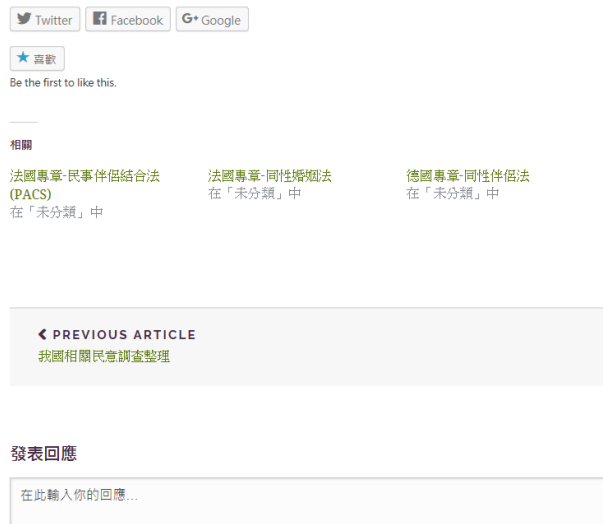 Twitter Facebook Google
喜歡
Be the first to like this.
相關
法國專章-民事伴侶結合法 法國專章-同性婚姻法 德國專章-同性伴侶法
(PACS) 在「未分類」中 在「未分類」中
在「未分類」中
PREVIOUS ARTICLE
我國相關民意調查整理
發表回應
在此輸入你的回應…